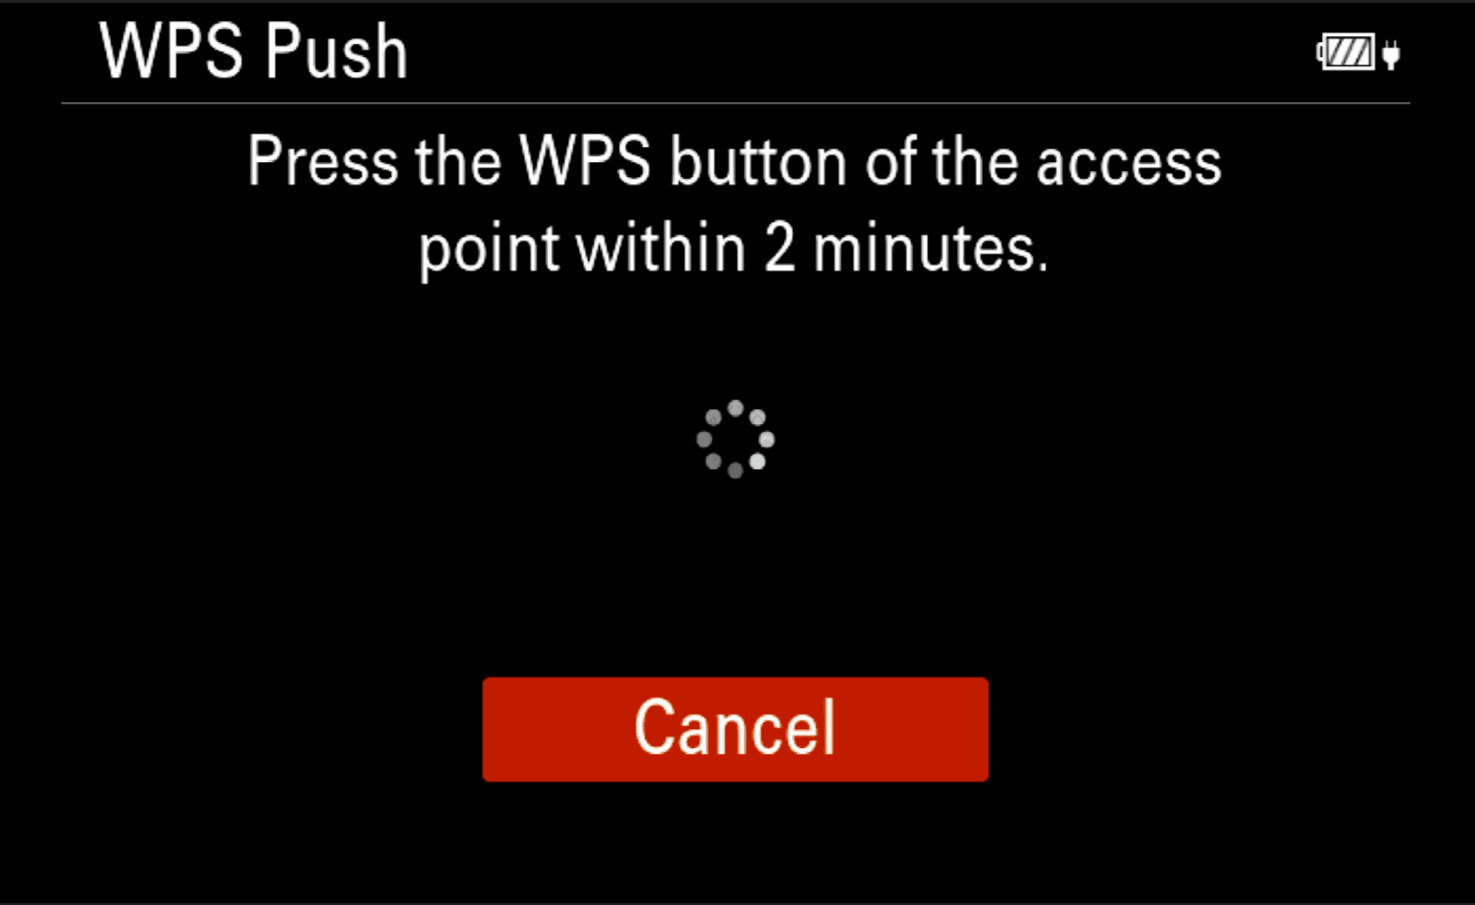 WPS Push
Press the WPS button of the access
point within 2 minutes.
Cancel